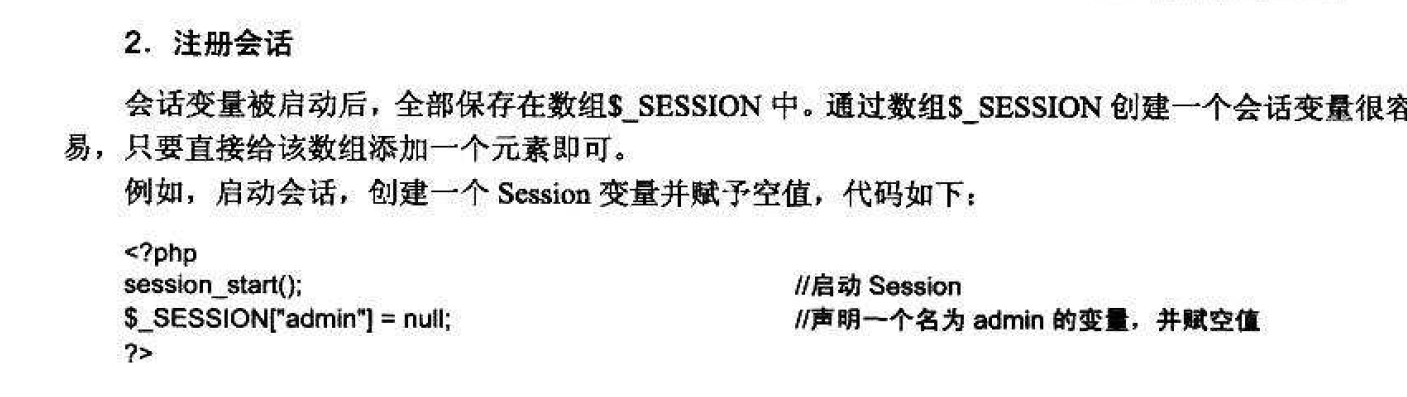 2. 注册会话
会话变量被启动后，全部保存在数组$_SESSION 中。通过数组$_SESSION 创建一个会话变量很容
易，只要直接给该数组添加一个元素即可。
例如，启动会话，创建一个 Session 变量并赋予空值，代码如下：
<?php
session_start(); //启动 Session
$_SESSION["admin"] = null; //声明一个名为 admin 的变量，并赋空值
?>